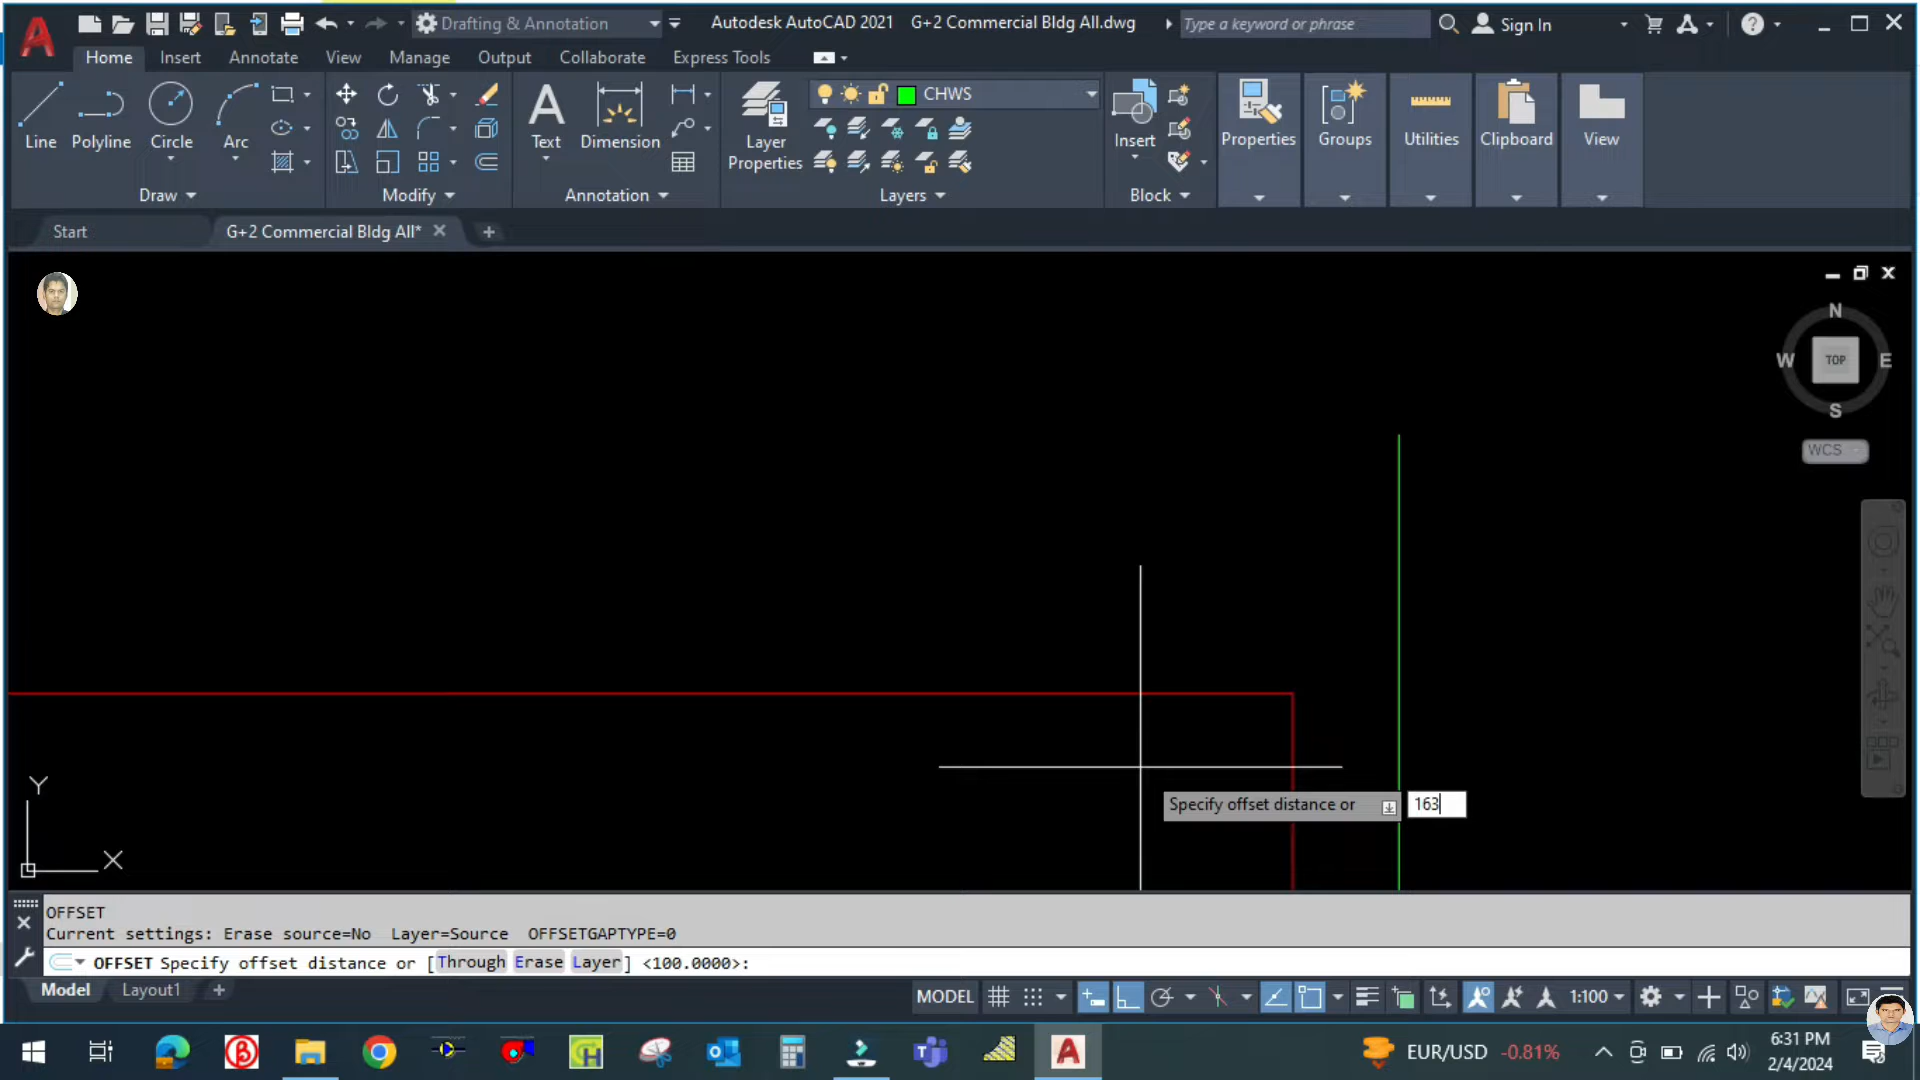 Drafting & Annotation
Autodesk AutoCAD 2021 G+2 Commercial Bldg All.dwg
Type a keyword or phrase
Sign In
Home Insert Annotate View Manage Output Collaborate Express Tools
CHWS
Line Polyline Circle Arc
Text Dimension
Layer
Properties
Insert
Properties Groups Utilities Clipboard View
Draw Modify Annotation Layers Block
Start
G+2 Commercial Bldg All*
N
W TOP E
S
WCS
Specify offset distance or 163
Y
X
OFFSET
Current settings: Erase source=No Layer=Source OFFSETGAPTYPE=0
OFFSET Specify offset distance or [Through Erase Layer] <100.0000>:
Model Layout1
MODEL
1:100
EUR/USD -0.81%
6:31 PM
2/4/2024